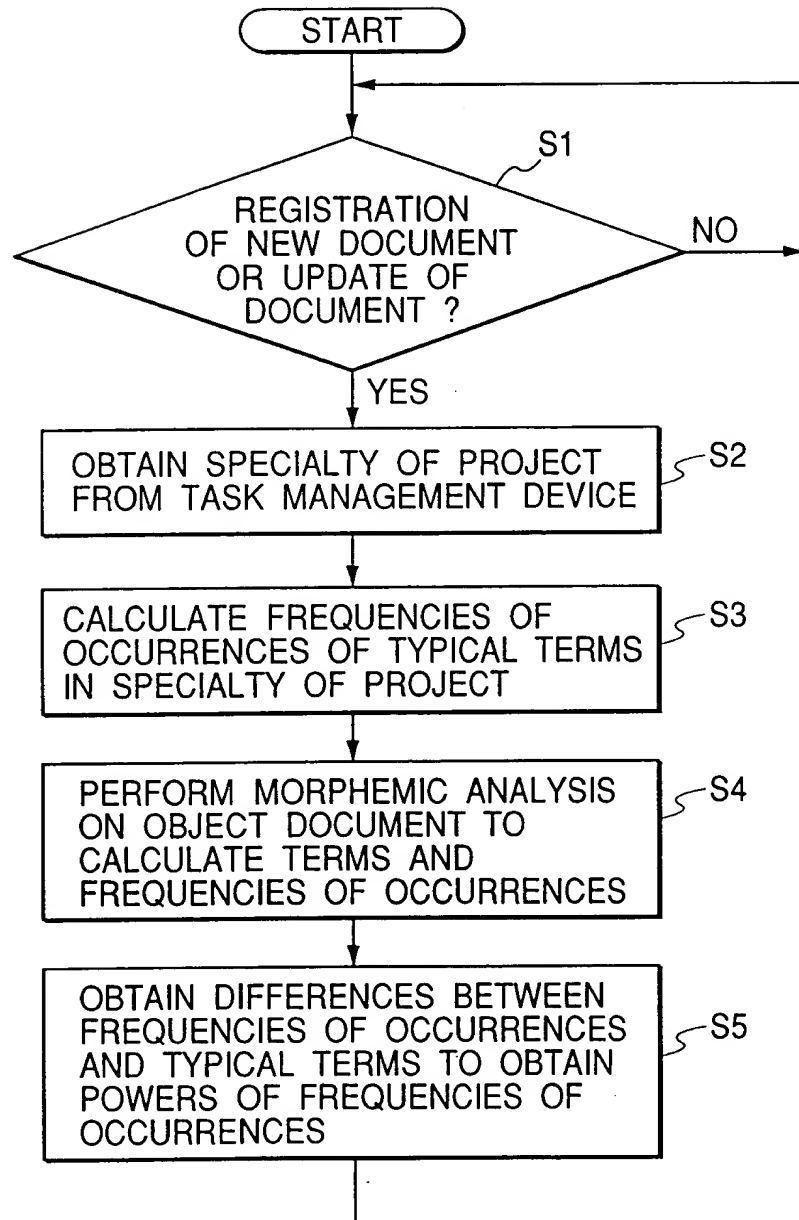 START
S1
REGISTRATION
OF NEW DOCUMENT
OR UPDATE OF
DOCUMENT ?
NO
YES
OBTAIN SPECIALTY OF PROJECT
FROM TASK MANAGEMENT DEVICE
S2
CALCULATE FREQUENCIES OF
OCCURRENCES OF TYPICAL TERMS
IN SPECIALTY OF PROJECT
S3
PERFORM MORPHEMIC ANALYSIS
ON OBJECT DOCUMENT TO
CALCULATE TERMS AND
FREQUENCIES OF OCCURRENCES
S4
OBTAIN DIFFERENCES BETWEEN
FREQUENCIES OF OCCURRENCES
AND TYPICAL TERMS TO OBTAIN
POWERS OF FREQUENCIES OF
OCCURRENCES
S5